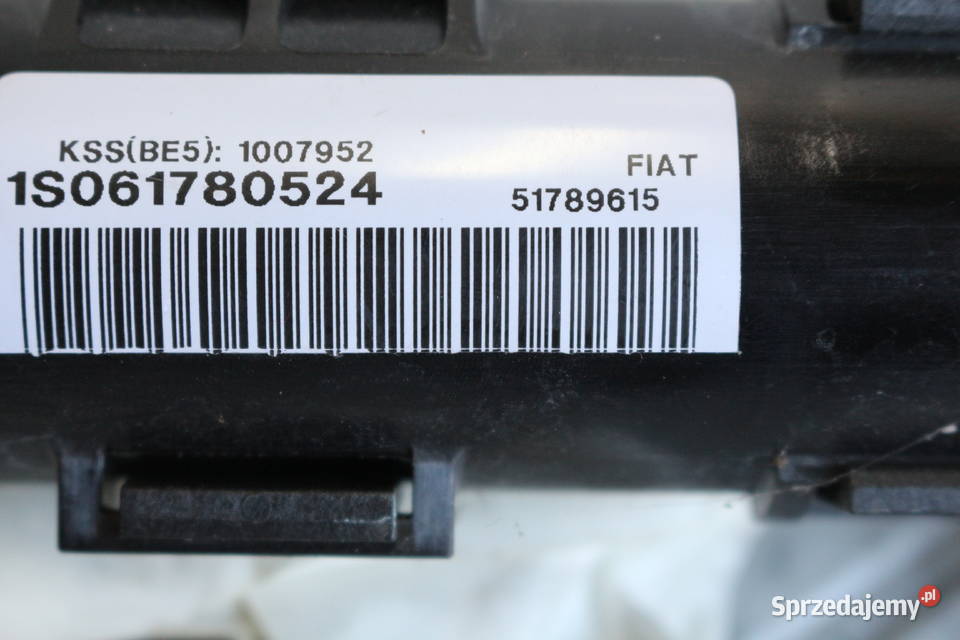 KSS(BE5): 1007952
1S061780524
FIAT
51789615
Sprzedajemy.pl